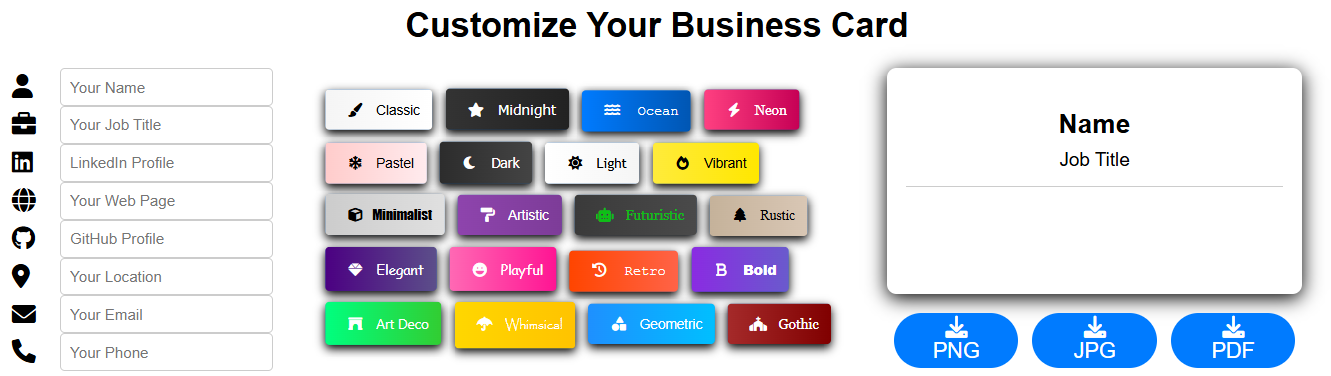 Customize Your Business Card
Your Name
Your Job Title
LinkedIn Profile
Your Web Page
GitHub Profile
Your Location
Your Email
Your Phone
Classic Midnight Ocean Neon
Pastel Dark Light Vibrant
Minimalist Artistic Futuristic Rustic
Elegant Playful Retro Bold
Art Deco Whimsical Geometric Gothic
Name
Job Title
PNG JPG PDF